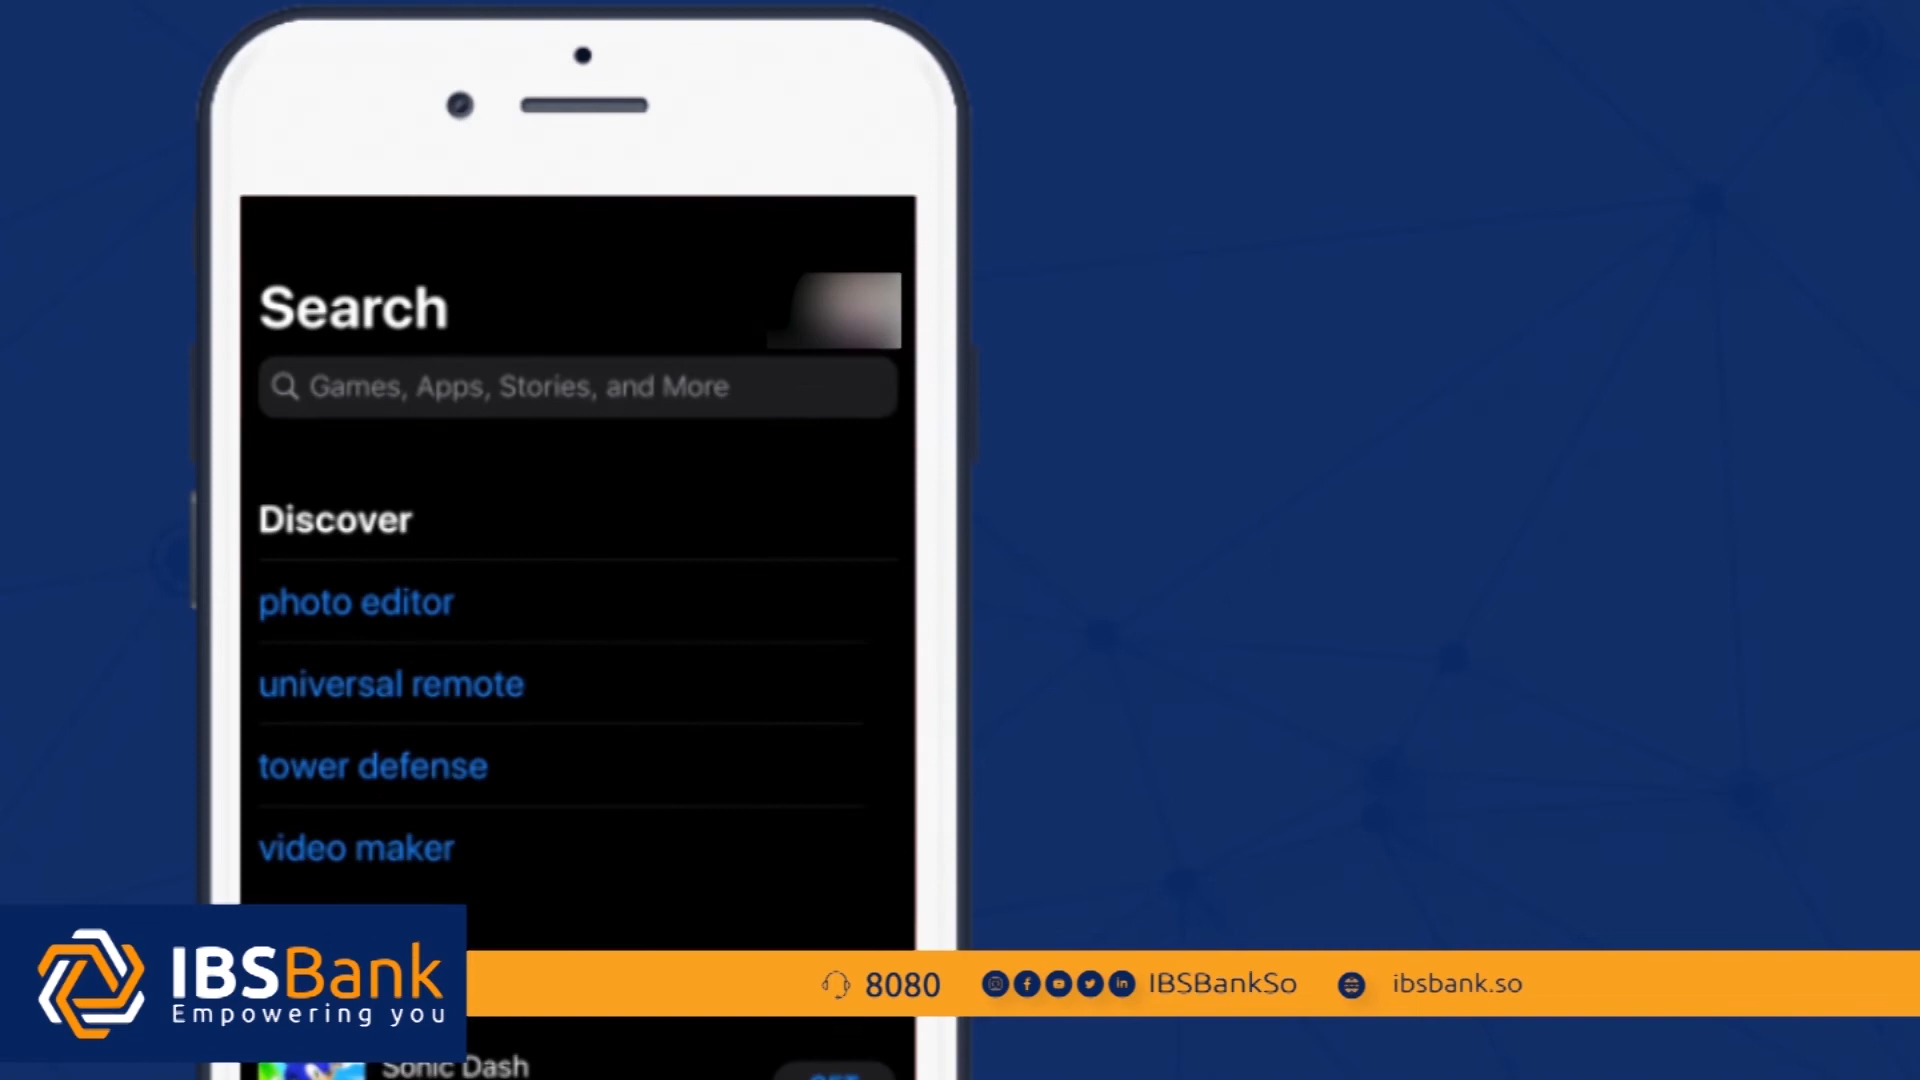 Search
Games, Apps, Stories, and More
Discover
photo editor
universal remote
tower defense
video maker
IBSBank
Empowering you
8080
IBSBankSo
ibsbank.so
Sonic Dash
GET